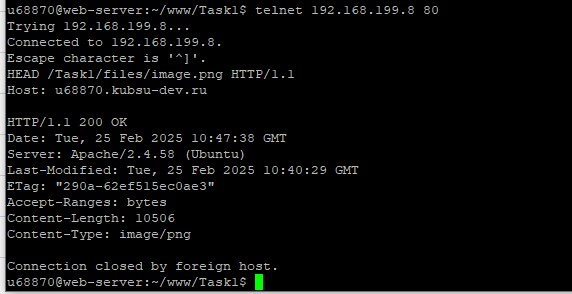 u68870@web-server:~/www/Task1$ telnet 192.168.199.8 80
Trying 192.168.199.8...
Connected to 192.168.199.8.
Escape character is '^]'.
HEAD /Task1/files/image.png HTTP/1.1
Host: u68870.kubsu-dev.ru

HTTP/1.1 200 OK
Date: Tue, 25 Feb 2025 10:47:38 GMT
Server: Apache/2.4.58 (Ubuntu)
Last-Modified: Tue, 25 Feb 2025 10:40:29 GMT
ETag: "290a-62ef515ec0ae3"
Accept-Ranges: bytes
Content-Length: 10506
Content-Type: image/png

Connection closed by foreign host.
u68870@web-server:~/www/Task1$